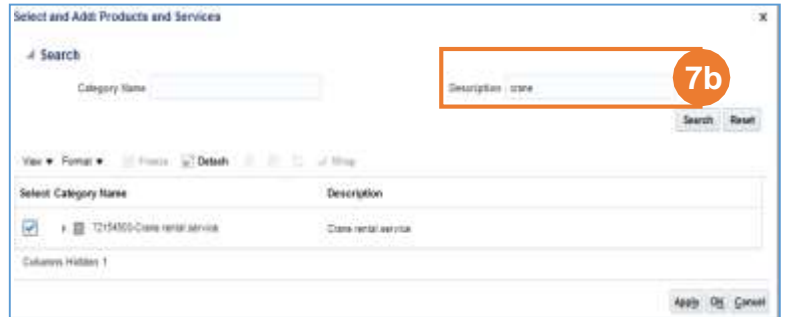 Select and Add: Products and Services X
Search
Category Name
Description crane
7b
Search Reset
View Format Freeze Detach Wrap
Select Category Name Description
Crane rental service Crane rental service
Columns Hidden 1
Apply OK Cancel